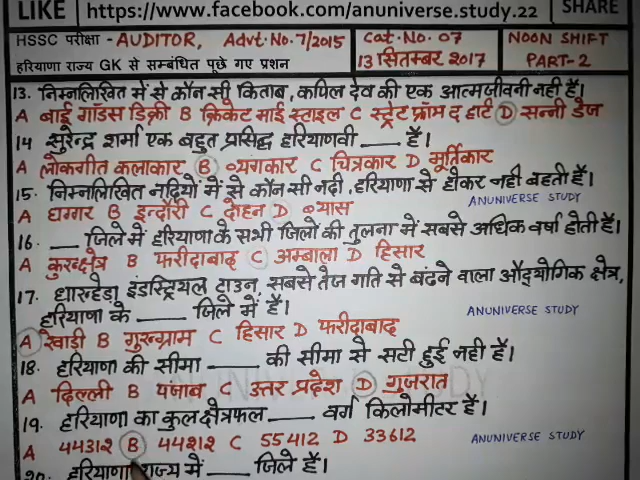 LIKE https://www.facebook.com/anuniverse.study.22 SHARE
HSSC परीक्षा - AUDITOR, Advt.No.7/2015 Cat.No. 07 NOON SHIFT
हरियाणा राज्य GK से सम्बंधित पूछे गए प्रशन 13 सितम्बर 2017 PART-2
13. निम्नलिखित में से कौन सी किताब, कपिल देव की एक आत्मजीवनी नही है।
A बाई गॉडस डिक्री B क्रिकेट माई स्टाइल C स्ट्रेट फ्रॉम द हार्ट D सन्नी डेज
14 सुरेन्द्र शर्मा एक बहुत प्रसिद्ध हरियाणवी ____ है।
A लोकगीत कलाकार B व्यंगकार C चित्रकार D मूर्तिकार
15. निम्नलिखित नदियों में से कौन सी नदी, हरियाणा से होकर नही बहती है।
A घग्गर B इन्दौरी C दोहन D व्यास ANUNIVERSE STUDY
16. ___ जिले में हरियाणा के सभी जिलों की तुलना में सबसे अधिक वर्षा होती है।
A कुरुक्षेत्र B फरीदाबाद C अम्बाला D हिसार
17. धारूहेड़ा इंडस्ट्रियल टाउन, सबसे तेज गति से बढने वाला औद्योगिक क्षेत्र,
हरियाणा के ____ जिले में है। ANUNIVERSE STUDY
A रेवाडी B गुरुग्राम C हिसार D फरीदाबाद
18. हरियाणा की सीमा ____ की सीमा से सटी हुई नही है।
A दिल्ली B पंजाब C उत्तर प्रदेश D गुजरात
19. हरियाणा का कुल क्षेत्रफल ____ वर्ग किलोमीटर है।
A 44312 B 44212 C 55412 D 33612 ANUNIVERSE STUDY
20. हरियाणा राज्य में ____ जिले है।